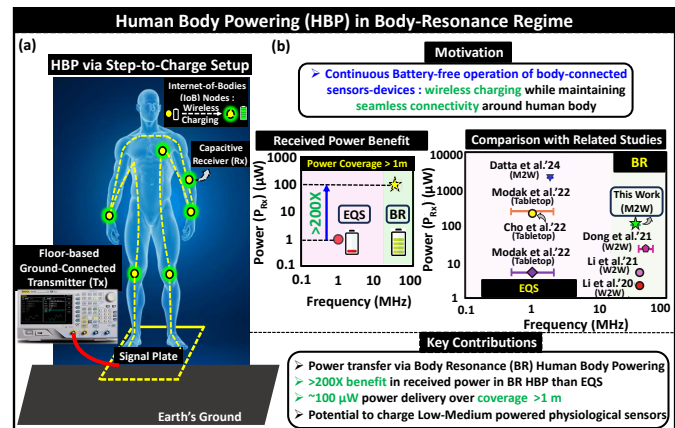 Human Body Powering (HBP) in Body-Resonance Regime
(a)
HBP via Step-to-Charge Setup
Internet-of-Bodies
(IoB) Nodes :
Wireless
Charging
Capacitive
Receiver (Rx)
Floor-based
Ground-Connected
Transmitter (Tx)
Signal Plate
Earth's Ground
(b)
Motivation
➤ Continuous Battery-free operation of body-connected
sensors-devices : wireless charging while maintaining
seamless connectivity around human body
Received Power Benefit
Power (PRx) (µW)
1000
100
10
1
0.1
Power Coverage > 1m
>200X
EQS
BR
0.1 1 10 100
Frequency (MHz)
Comparison with Related Studies
Power (PRx) (µW)
10000
1000
100
10
1
BR
Datta et al.'24
(M2W)
Modak et al.'22
(Tabletop)
This Work
(M2W)
Cho et al.'22
(Tabletop)
Dong et al.'21
(W2W)
Modak et al.'22
(Tabletop)
Li et al.'21
(W2W)
Li et al.'20
(W2W)
EQS
0.1 1 10 100
Frequency (MHz)
Key Contributions
➤ Power transfer via Body Resonance (BR) Human Body Powering
➤ >200X benefit in received power in BR HBP than EQS
➤ ~100 µW power delivery over coverage >1 m
➤ Potential to charge Low-Medium powered physiological sensors